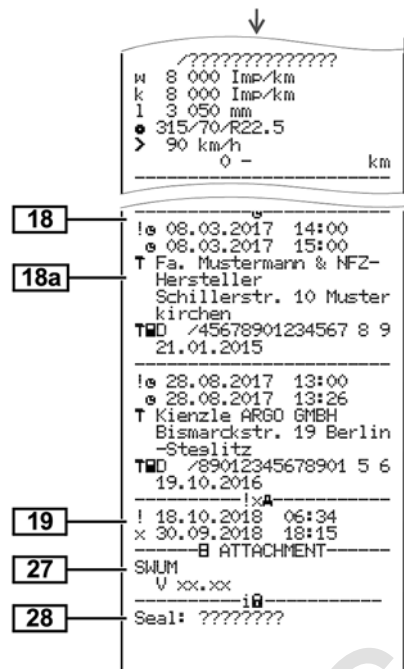 /??????????????
w 8 000 Imp/km
k 8 000 Imp/km
l 3 050 mm
315/70/R22.5
> 90 km/h
0 - km
18
! 08.03.2017 14:00
08.03.2017 15:00
18a
T Fa. Mustermann & NFZ-
Hersteller
Schillerstr. 10 Muster
kirchen
T D /45678901234567 8 9
21.01.2015
! 28.08.2017 13:00
28.08.2017 13:26
T Kienzle ARGO GMBH
Bismarckstr. 19 Berlin
-Steglitz
T D /89012345678901 5 6
19.10.2016
!x
19
! 18.10.2018 06:34
x 30.09.2018 18:15
ATTACHMENT
27
SWUM
V xx.xx
i
28
Seal: ????????